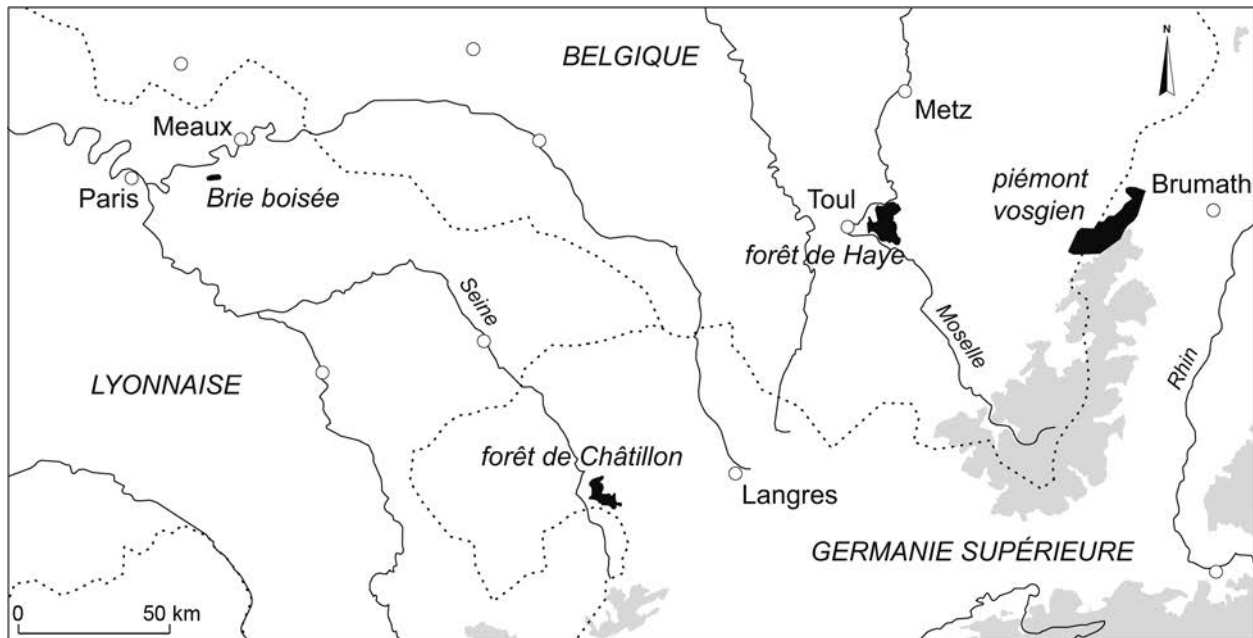 BELGIQUE
N
Metz
Meaux
Paris
Brie boisée
piémont
vosgien
Brumath
Toul
forêt de Haye
Seine
Moselle
Rhin
LYONNAISE
forêt de Châtillon
Langres
GERMANIE SUPÉRIEURE
0 50 km